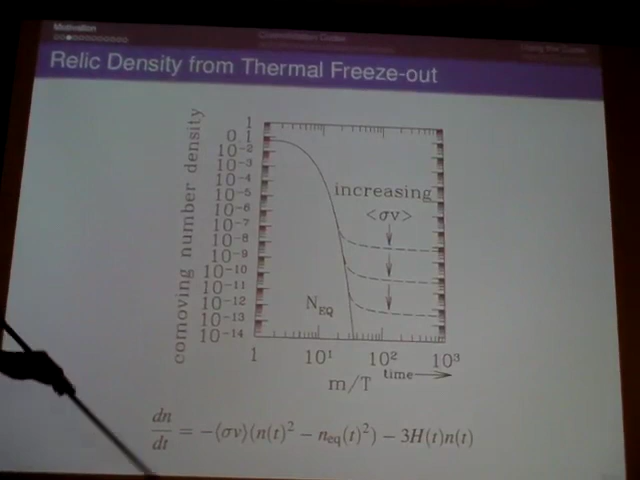 Motivation
Relic Density from Thermal Freeze-out
comoving number density
1
0.1
10⁻²
10⁻³
10⁻⁴
10⁻⁵
10⁻⁶
10⁻⁷
10⁻⁸
10⁻⁹
10⁻¹⁰
10⁻¹¹
10⁻¹²
10⁻¹³
10⁻¹⁴
increasing
<σv>
N_EQ
1 10¹ 10² 10³
m/T time
dn/dt = −⟨σv⟩(n(t)² − n_eq(t)²) − 3H(t)n(t)